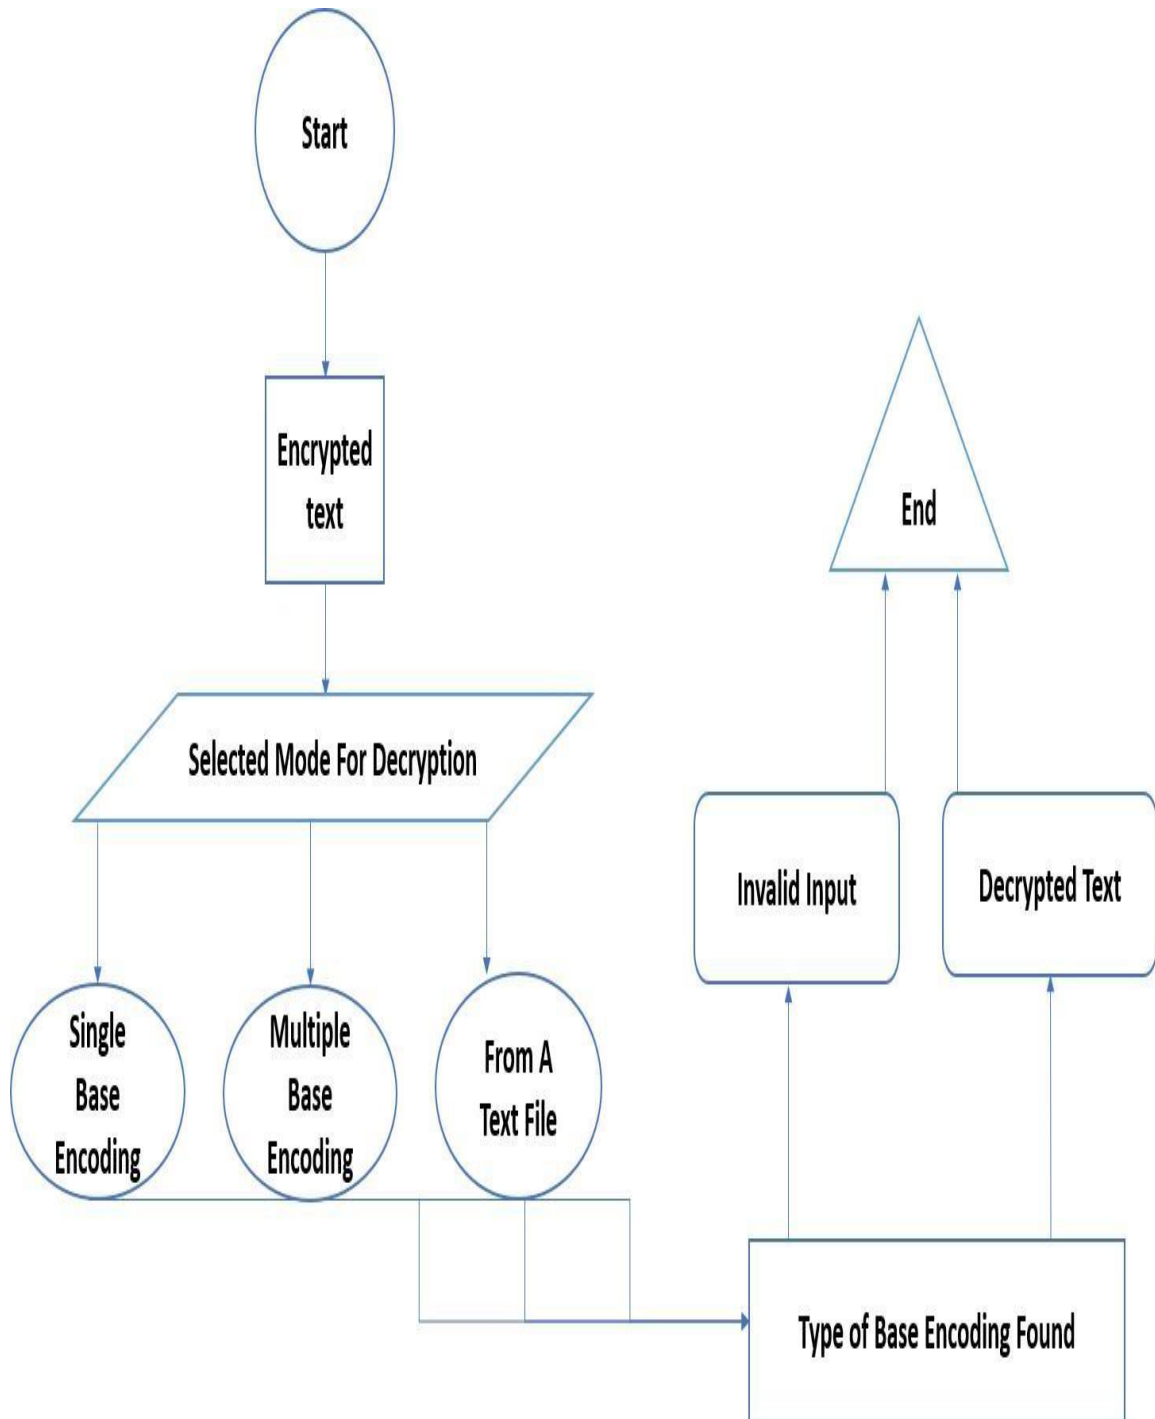 Start
Encrypted
text
End
Selected Mode For Decryption
Invalid Input
Decrypted Text
Single
Base
Encoding
Multiple
Base
Encoding
From A
Text File
Type of Base Encoding Found